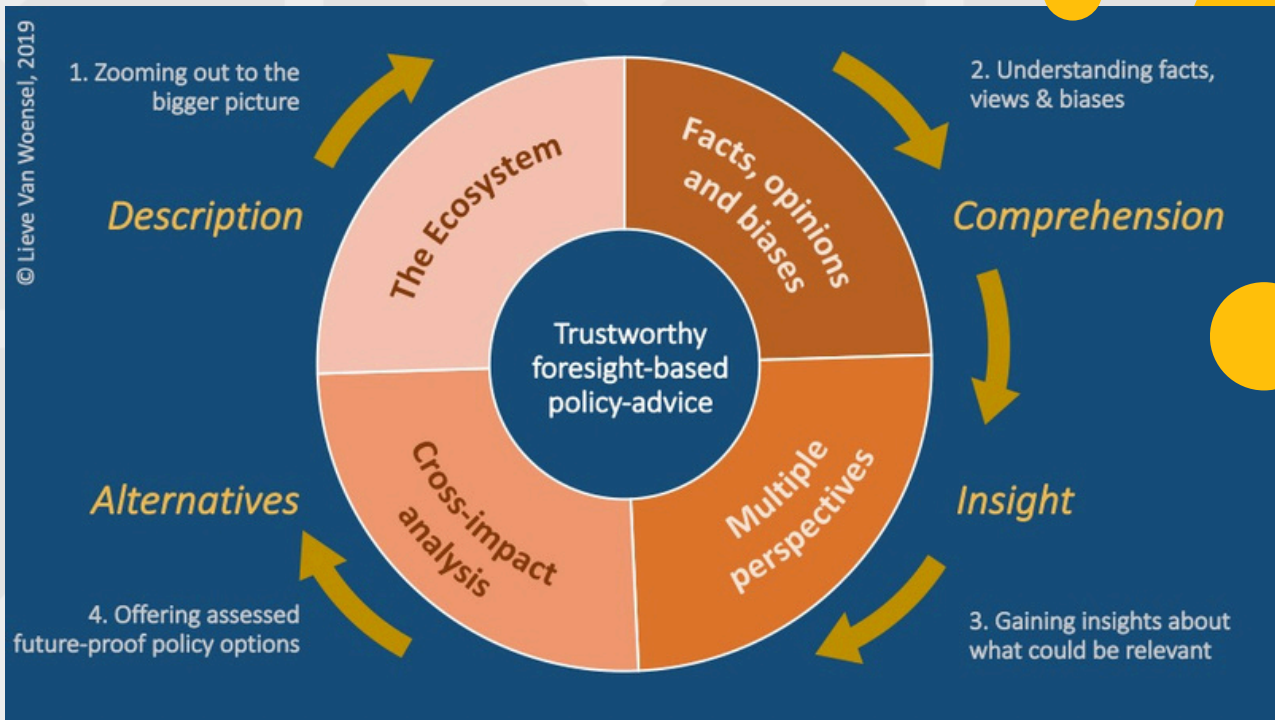 © Lieve Van Woensel, 2019
1. Zooming out to the
bigger picture
Description
The Ecosystem
2. Understanding facts,
views & biases
Comprehension
Facts, opinions
and biases
Trustworthy
foresight-based
policy-advice
Multiple
perspectives
Insight
3. Gaining insights about
what could be relevant
Cross-impact
analysis
Alternatives
4. Offering assessed
future-proof policy options